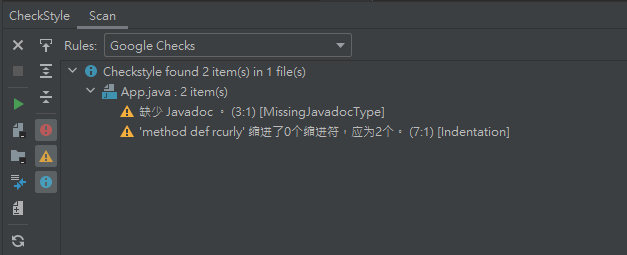 CheckStyle Scan
Rules: Google Checks
Checkstyle found 2 item(s) in 1 file(s)
App.java : 2 item(s)
缺少 Javadoc 。 (3:1) [MissingJavadocType]
'method def rcurly' 缩进了0个缩进符，应为2个。 (7:1) [Indentation]